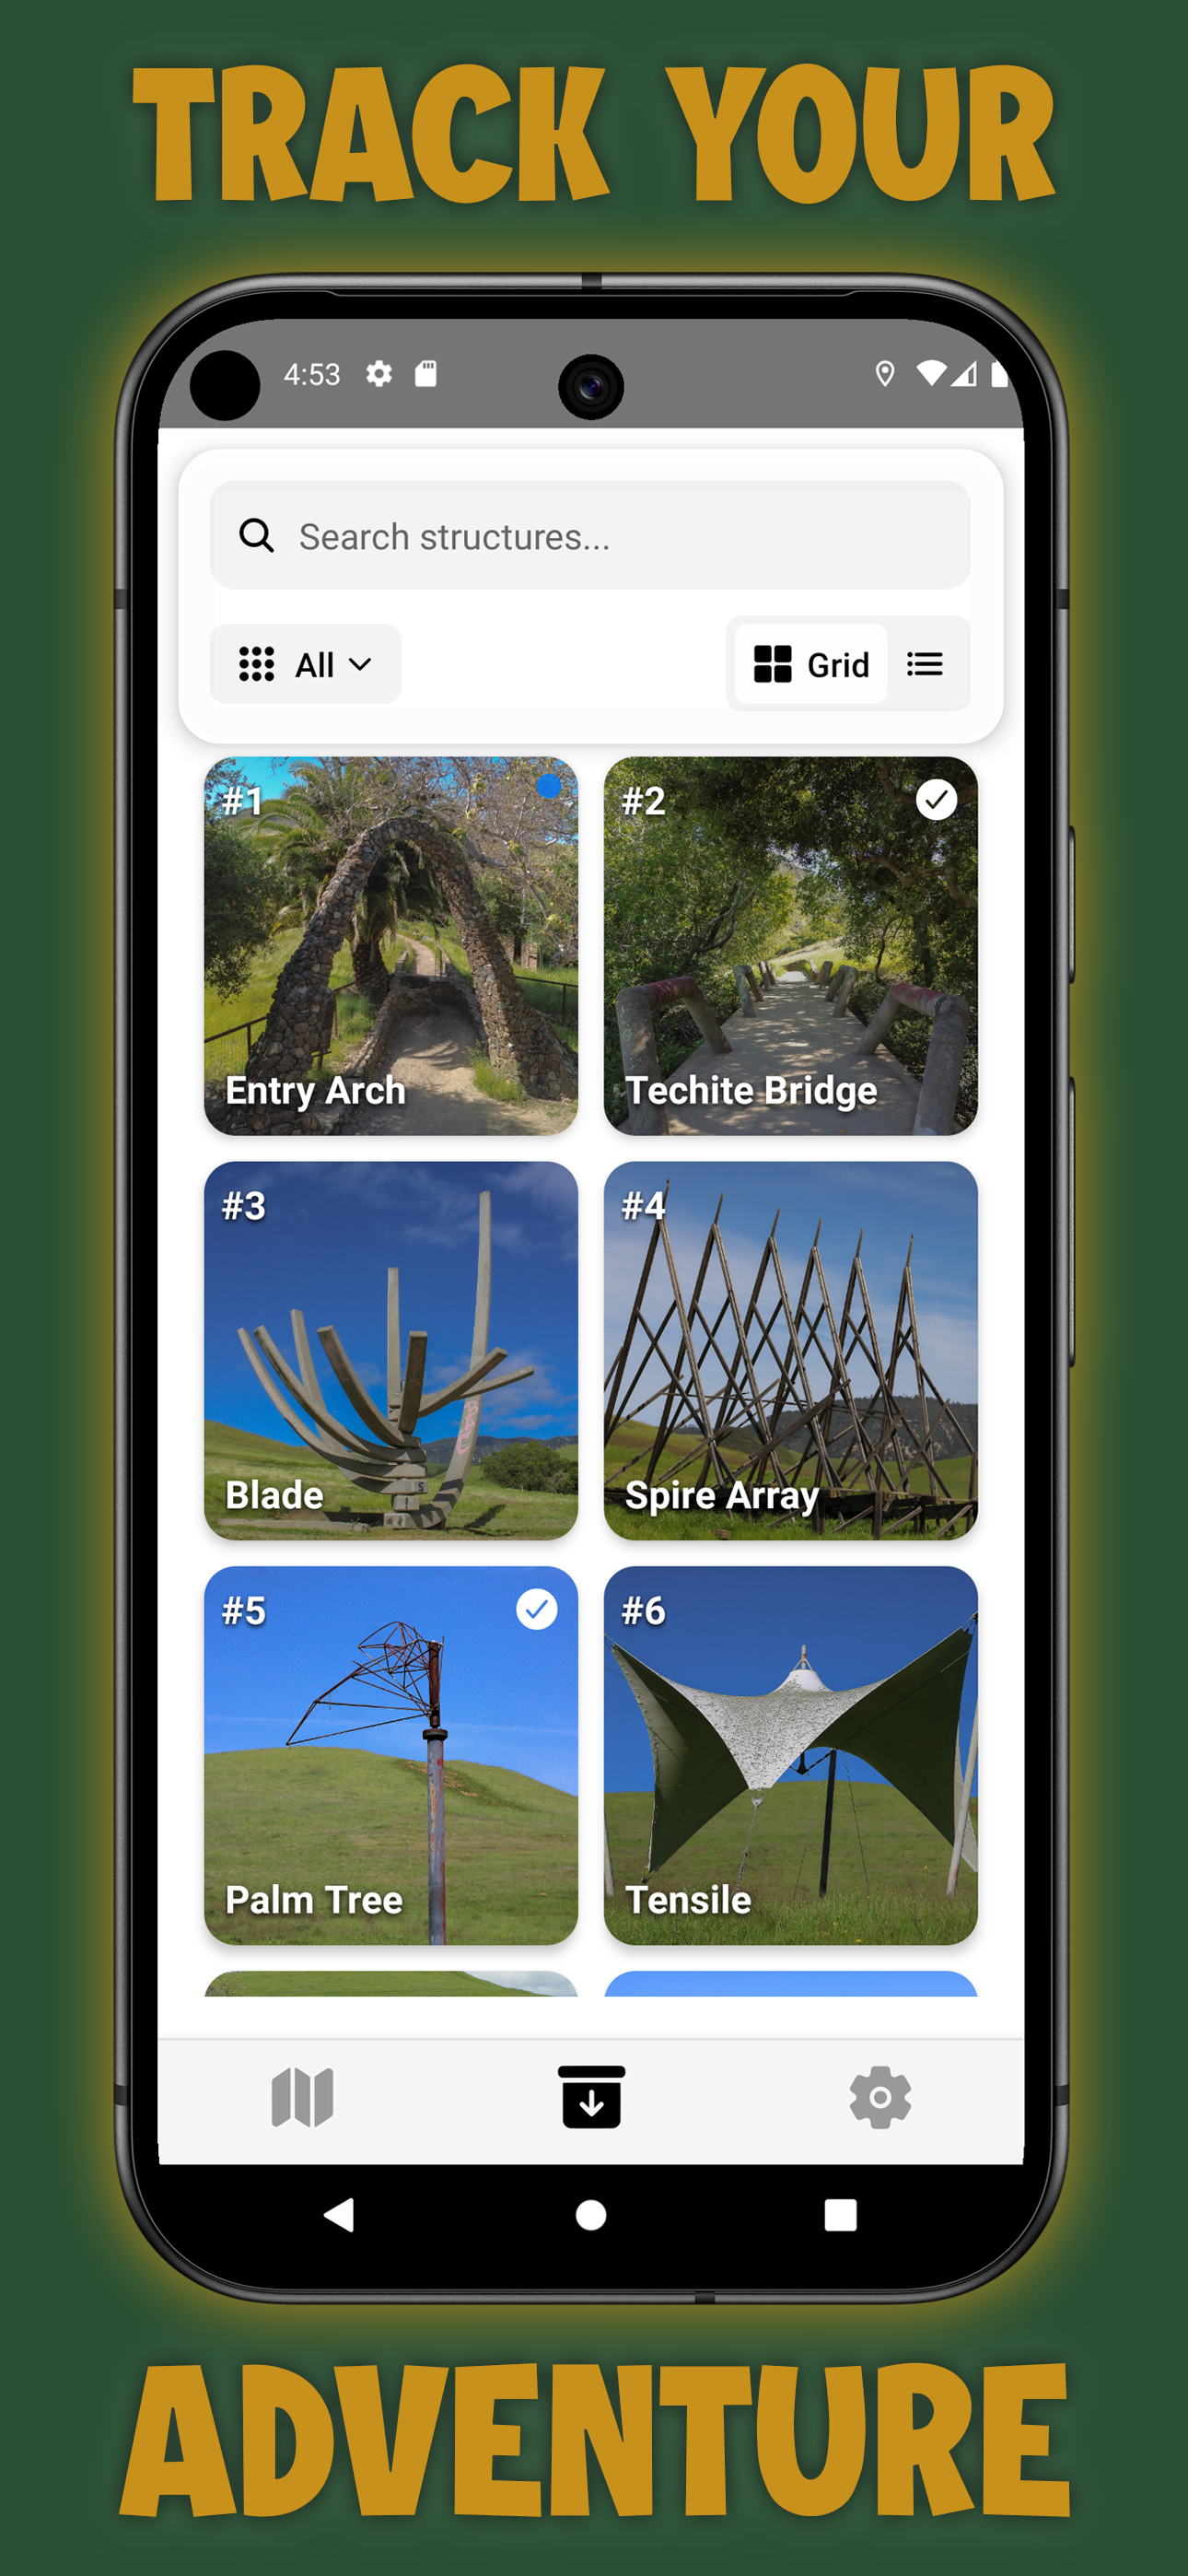 TRACK YOUR
4:53
Search structures...
All
Grid
#1
#2
Entry Arch
Techite Bridge
#3
#4
Blade
Spire Array
#5
#6
Palm Tree
Tensile
ADVENTURE